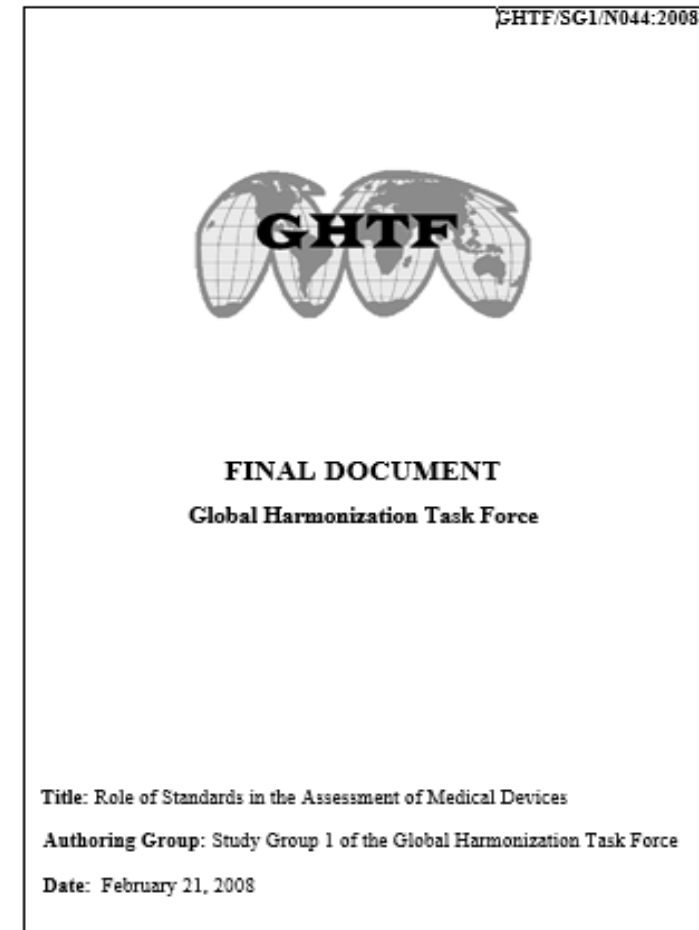 GHTF/SG1/N044:2008
GHTF
FINAL DOCUMENT
Global Harmonization Task Force
Title: Role of Standards in the Assessment of Medical Devices
Authoring Group: Study Group 1 of the Global Harmonization Task Force
Date: February 21, 2008